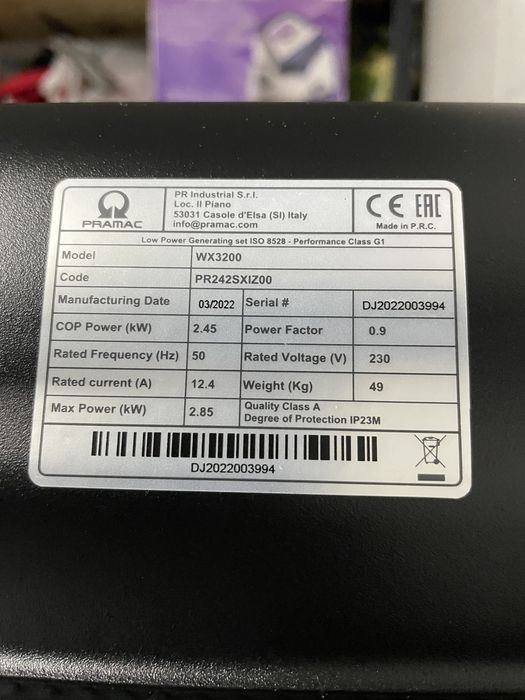 PRAMAC
PR Industrial S.r.l.
Loc. Il Piano
53031 Casole d'Elsa (SI) Italy
info@pramac.com
CE EAC
Made in P.R.C.
Low Power Generating set ISO 8528 - Performance Class G1
Model WX3200
Code PR242SXIZ00
Manufacturing Date 03/2022 Serial # DJ2022003994
COP Power (kW) 2.45 Power Factor 0.9
Rated Frequency (Hz) 50 Rated Voltage (V) 230
Rated current (A) 12.4 Weight (Kg) 49
Max Power (kW) 2.85 Quality Class A
Degree of Protection IP23M
DJ2022003994